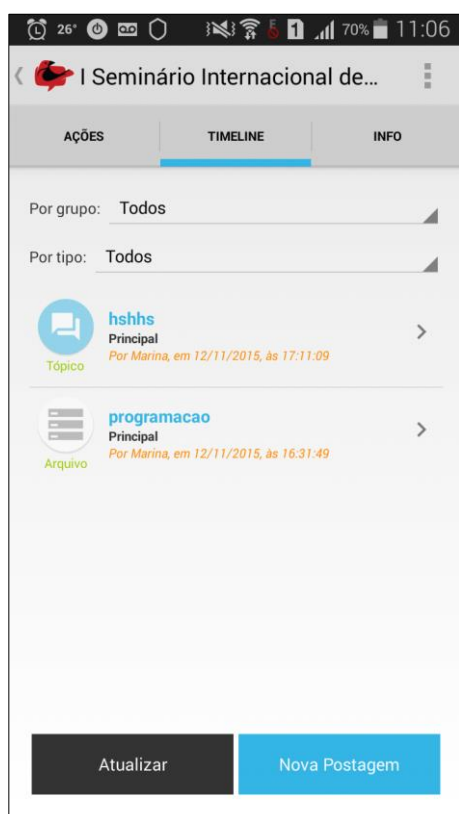 26° 1 70% 11:06
I Seminário Internacional de...
AÇÕES TIMELINE INFO
Por grupo: Todos
Por tipo: Todos
hshhs
Principal
Por Marina, em 12/11/2015, às 17:11:09
Tópico
programacao
Principal
Por Marina, em 12/11/2015, às 16:31:49
Arquivo
Atualizar Nova Postagem